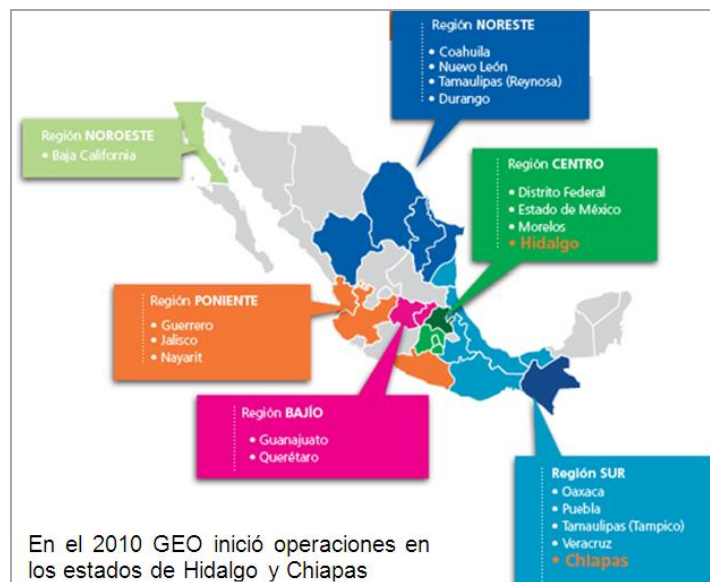 Región NORESTE
• Coahuila
• Nuevo León
• Tamaulipas (Reynosa)
• Durango
Región NOROESTE
• Baja California
Región CENTRO
• Distrito Federal
• Estado de México
• Morelos
• Hidalgo
Región PONIENTE
• Guerrero
• Jalisco
• Nayarit
Región BAJÍO
• Guanajuato
• Querétaro
Región SUR
• Oaxaca
• Puebla
• Tamaulipas (Tampico)
• Veracruz
• Chiapas
En el 2010 GEO inició operaciones en
los estados de Hidalgo y Chiapas